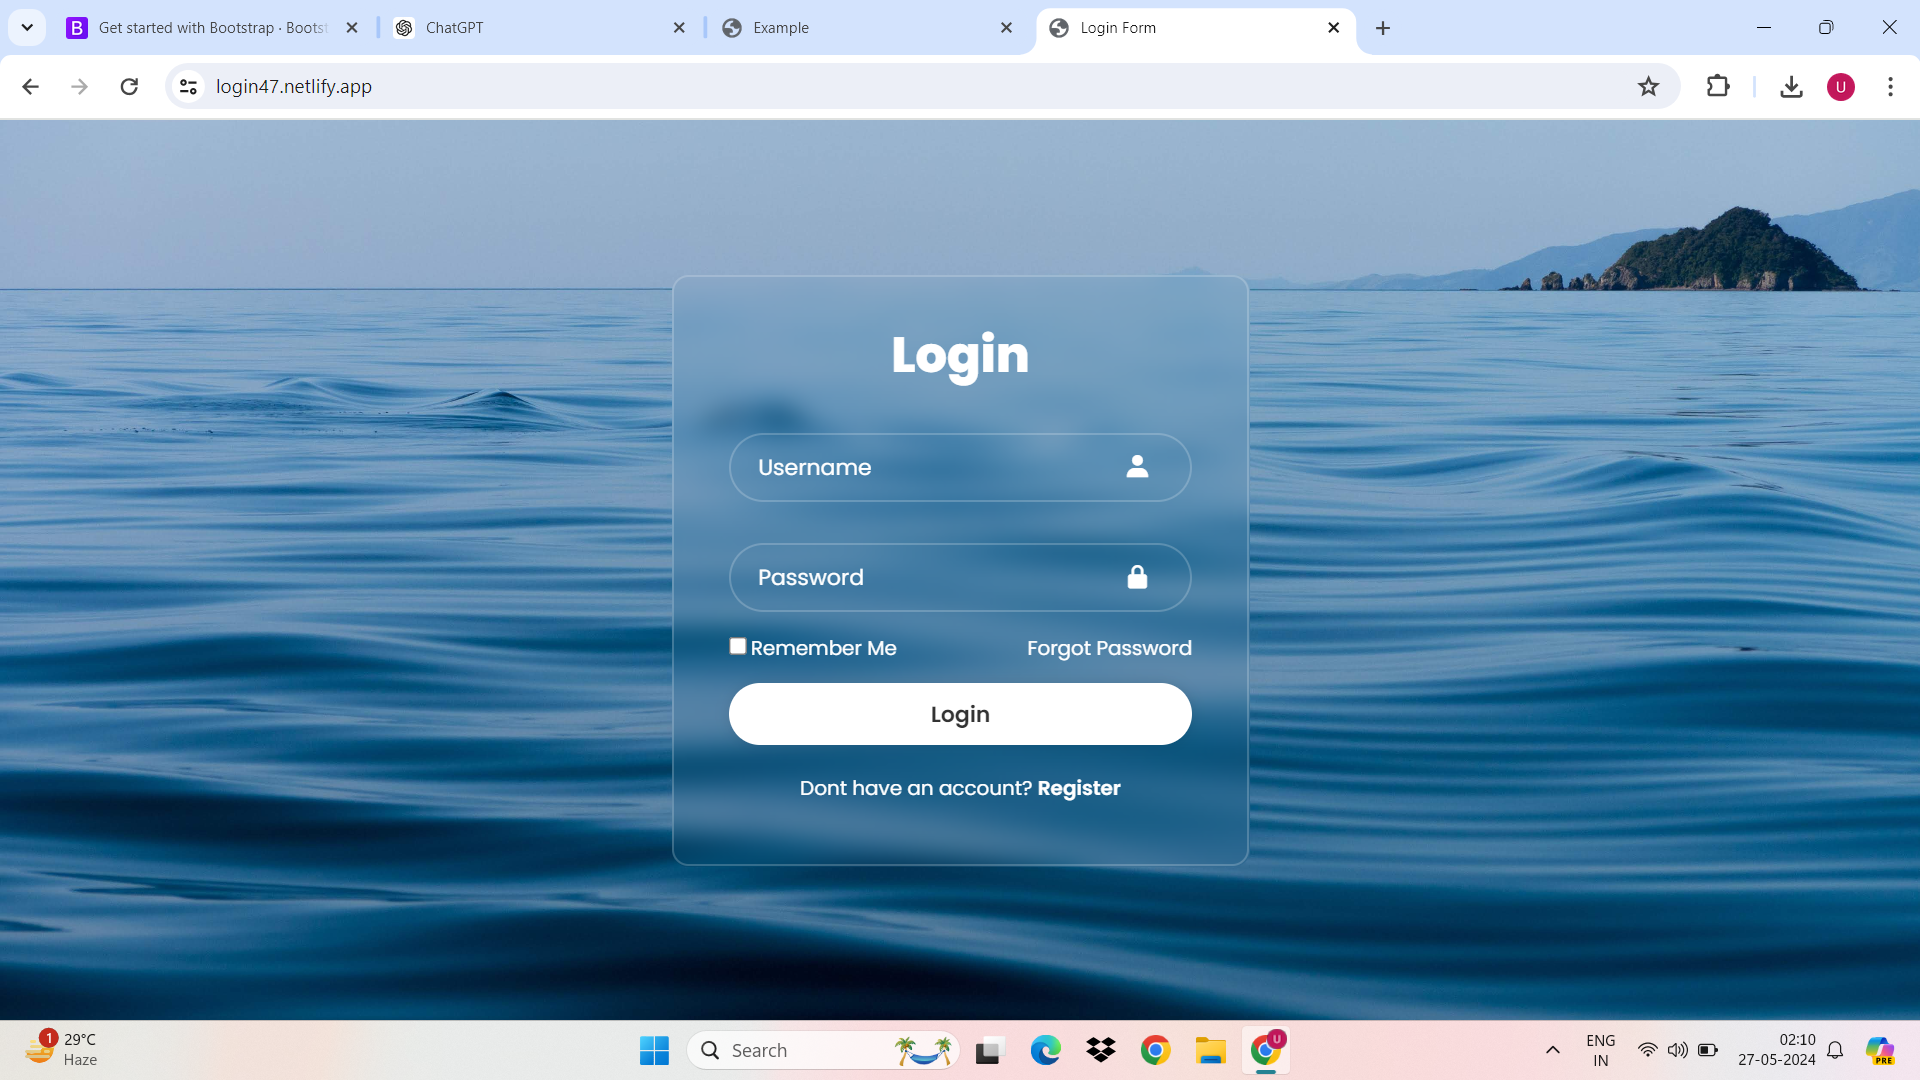 Get started with Bootstrap · Boots
ChatGPT
Example
Login Form
login47.netlify.app
U
Login
Username
Password
Remember Me
Forgot Password
Login
Dont have an account? Register
1
29°C
Haze
Search
U
ENG
IN
02:10
27-05-2024
PRE